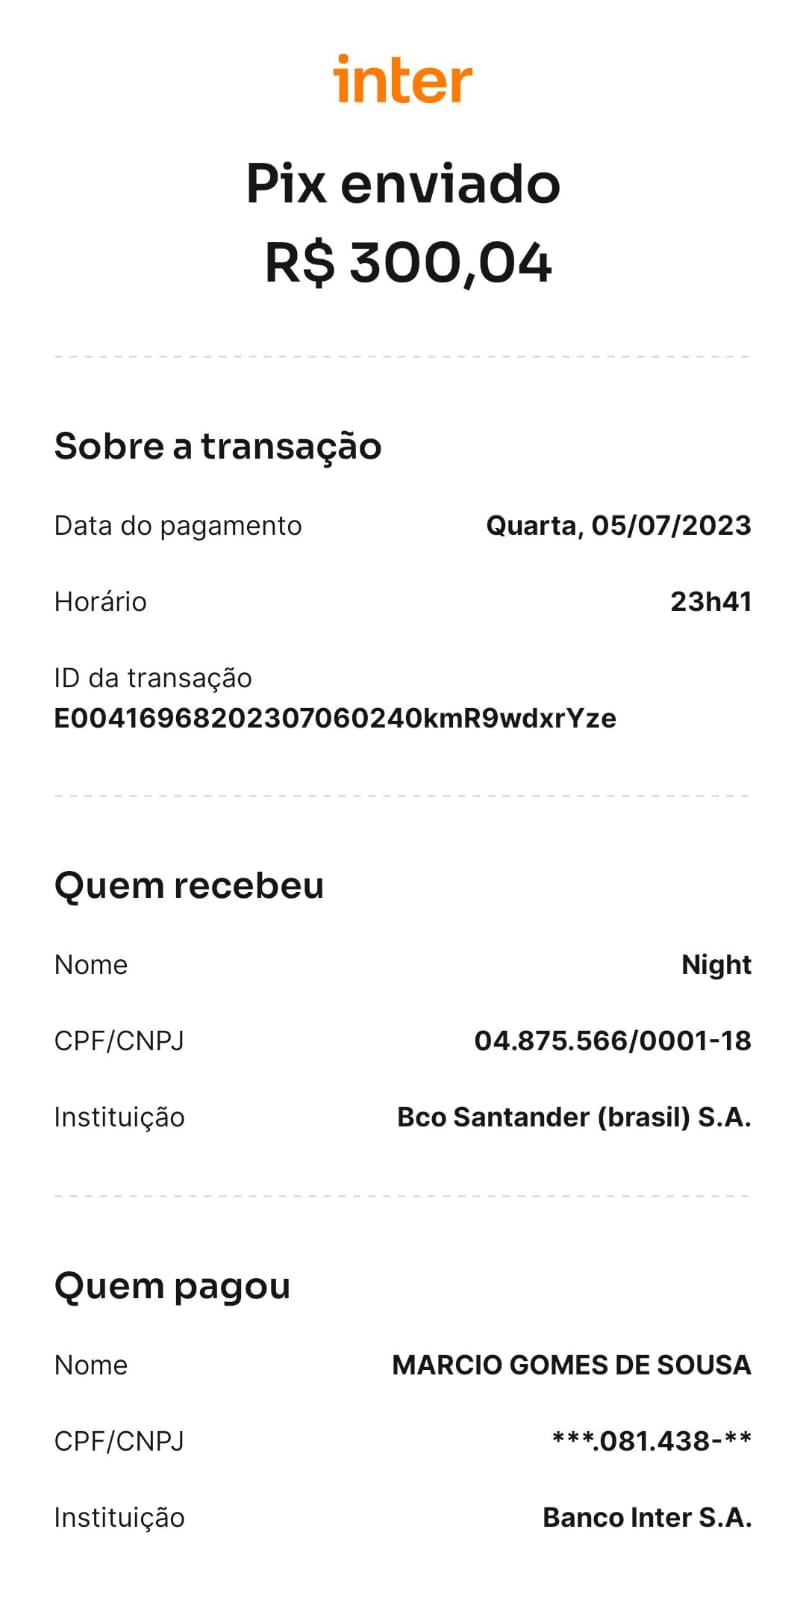 inter
Pix enviado
R$ 300,04
Sobre a transação
Data do pagamento Quarta, 05/07/2023
Horário 23h41
ID da transação
E00416968202307060240kmR9wdxrYze
Quem recebeu
Nome Night
CPF/CNPJ 04.875.566/0001-18
Instituição Bco Santander (brasil) S.A.
Quem pagou
Nome MARCIO GOMES DE SOUSA
CPF/CNPJ ***.081.438-**
Instituição Banco Inter S.A.